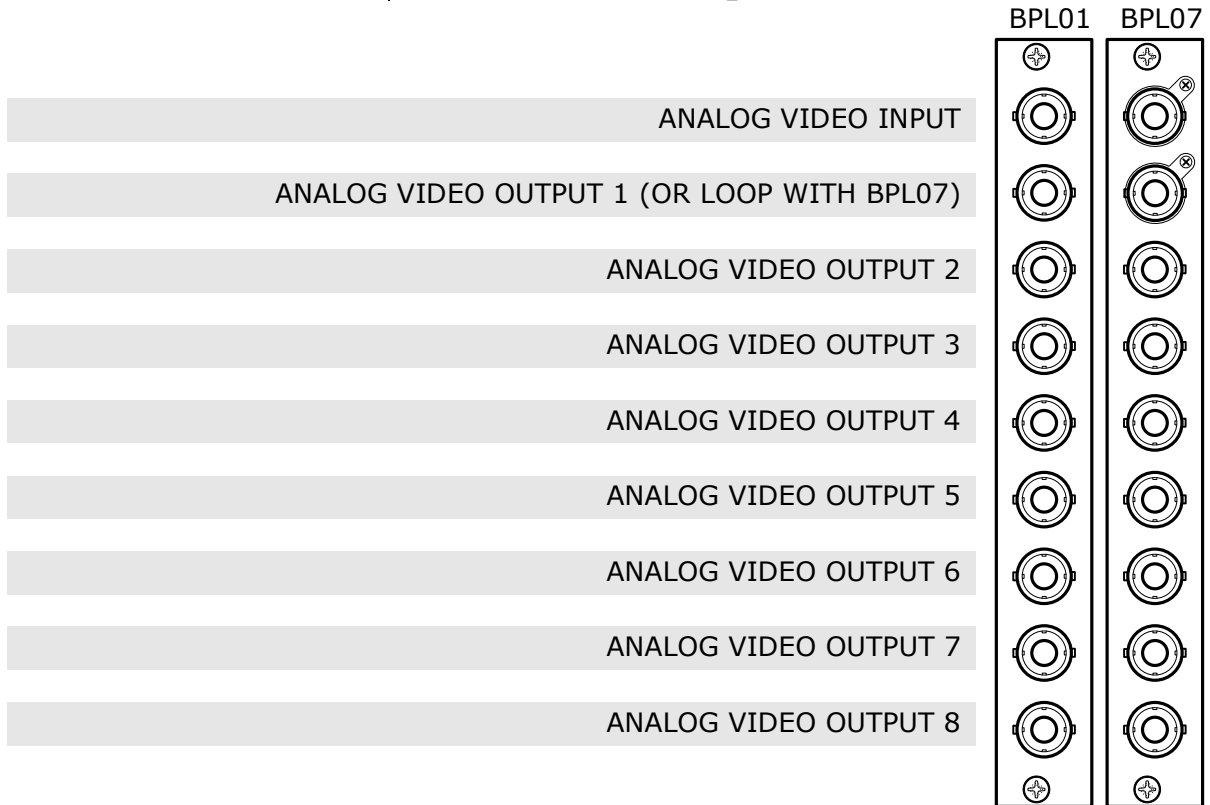 BPL01 BPL07
ANALOG VIDEO INPUT
ANALOG VIDEO OUTPUT 1 (OR LOOP WITH BPL07)
ANALOG VIDEO OUTPUT 2
ANALOG VIDEO OUTPUT 3
ANALOG VIDEO OUTPUT 4
ANALOG VIDEO OUTPUT 5
ANALOG VIDEO OUTPUT 6
ANALOG VIDEO OUTPUT 7
ANALOG VIDEO OUTPUT 8